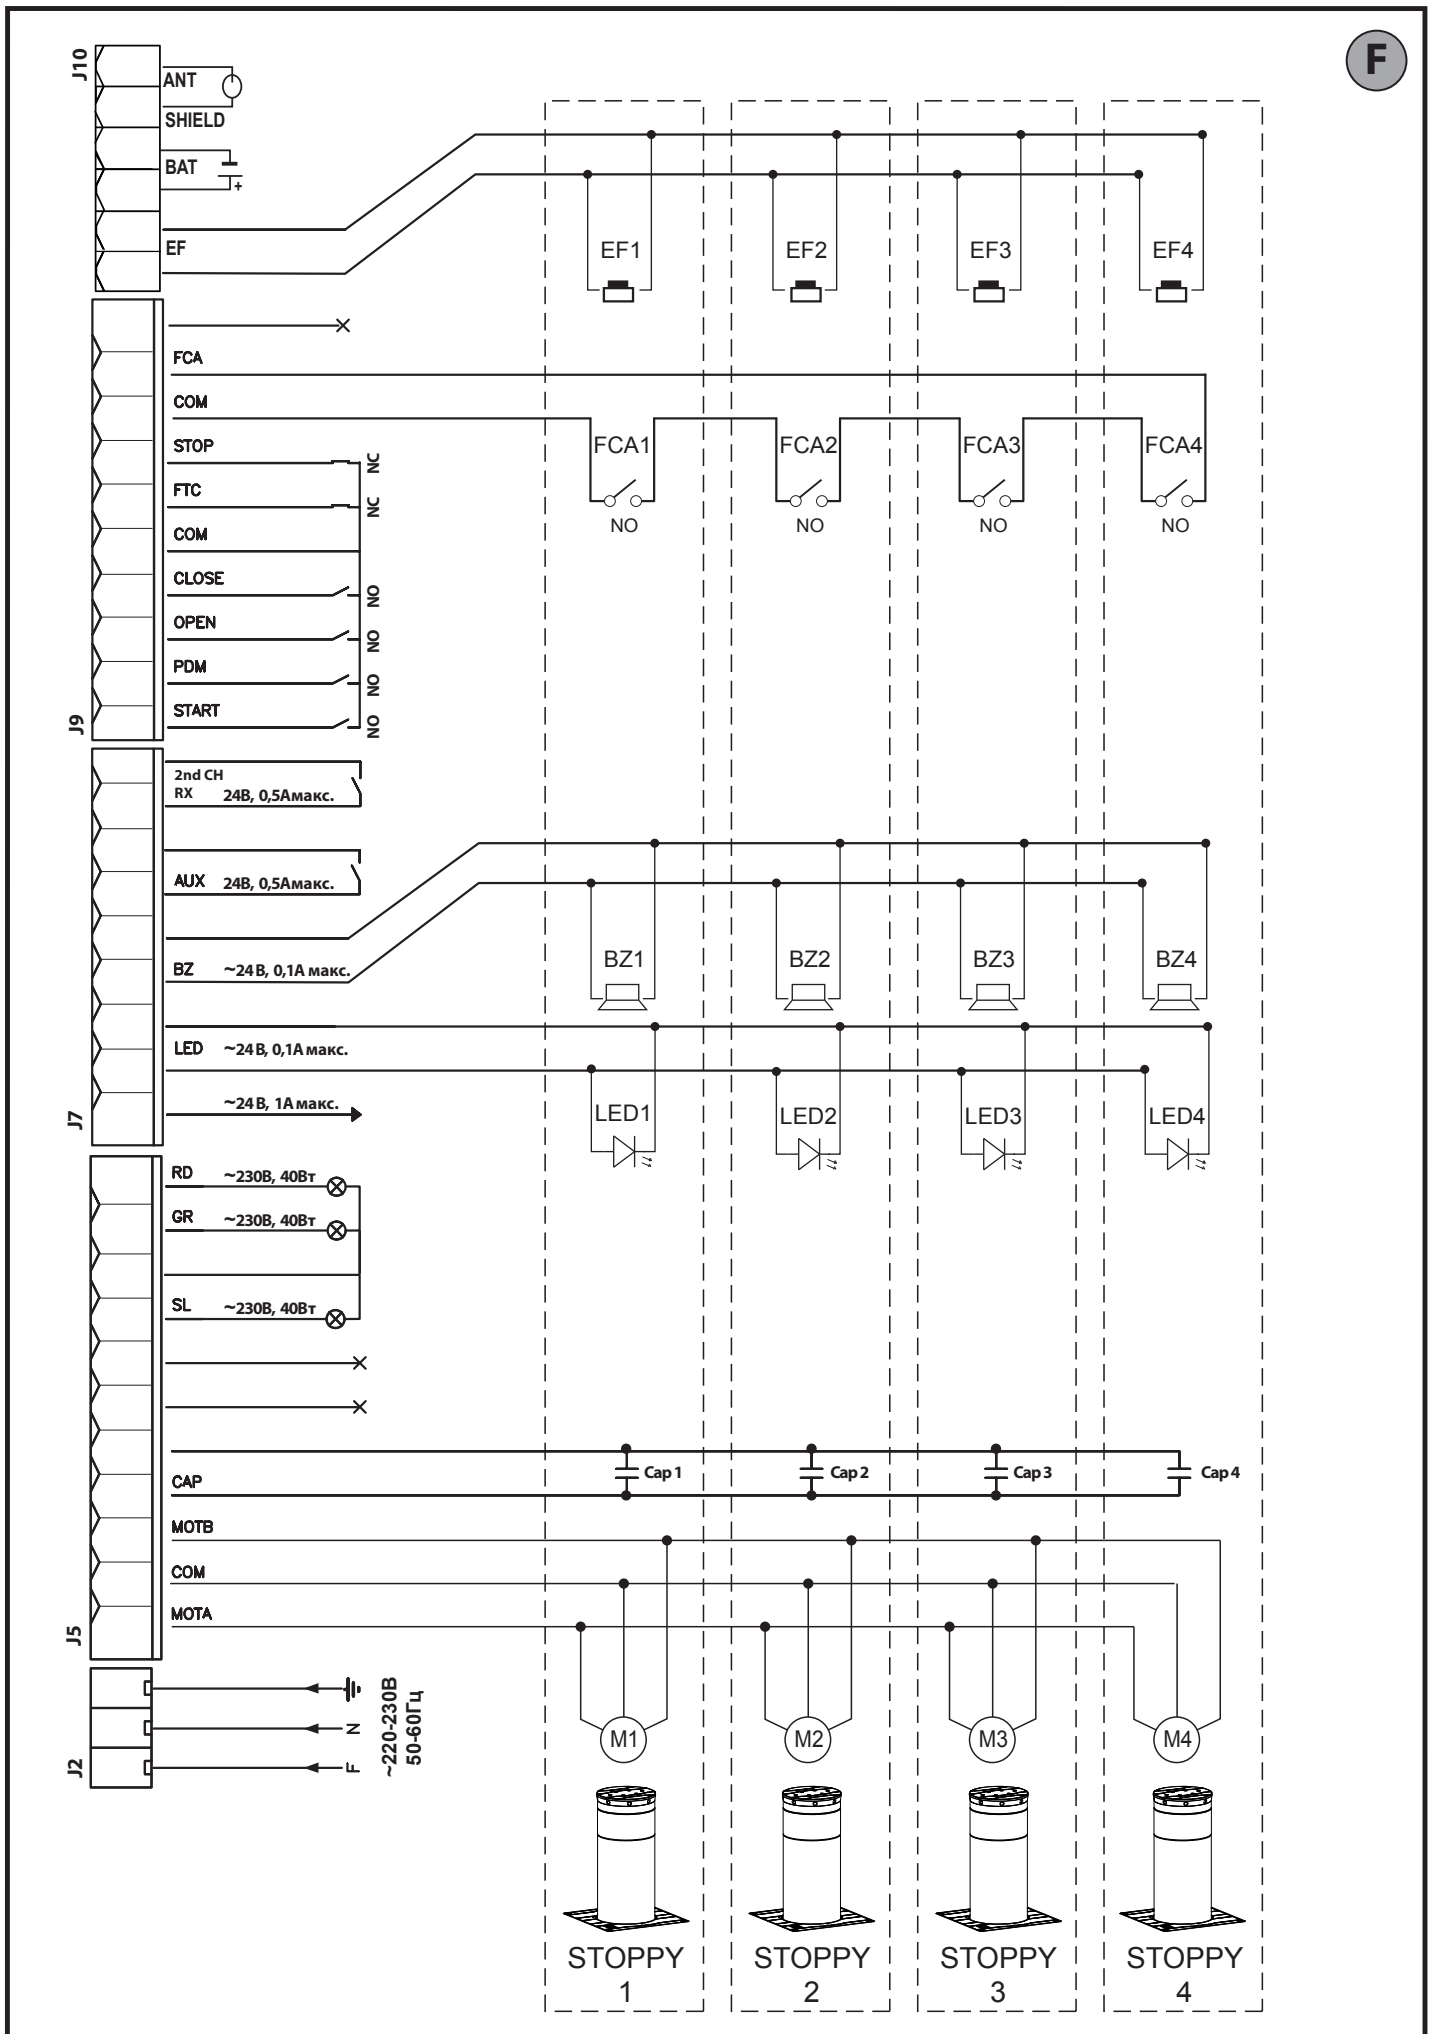 F
J10
ANT
SHIELD
BAT
+
EF
EF1 EF2 EF3 EF4
J9
FCA
COM
STOP NC
FTC NC
COM
CLOSE NO
OPEN NO
PDM NO
START NO
FCA1 FCA2 FCA3 FCA4
NO NO NO NO
J7
2nd CH
RX 24В, 0,5Aмакс.
AUX 24В, 0,5Aмакс.
BZ ~24В, 0,1А макс.
LED ~24В, 0,1А макс.
~24В, 1А макс.
BZ1 BZ2 BZ3 BZ4
LED1 LED2 LED3 LED4
J5
RD ~230В, 40Вт
GR ~230В, 40Вт
SL ~230В, 40Вт
CAP
Cap 1 Cap 2 Cap 3 Cap 4
MOTB
COM
MOTA
J2
N
F
~220-230В
50-60Гц
M1 M2 M3 M4
STOPPY STOPPY STOPPY STOPPY
1 2 3 4